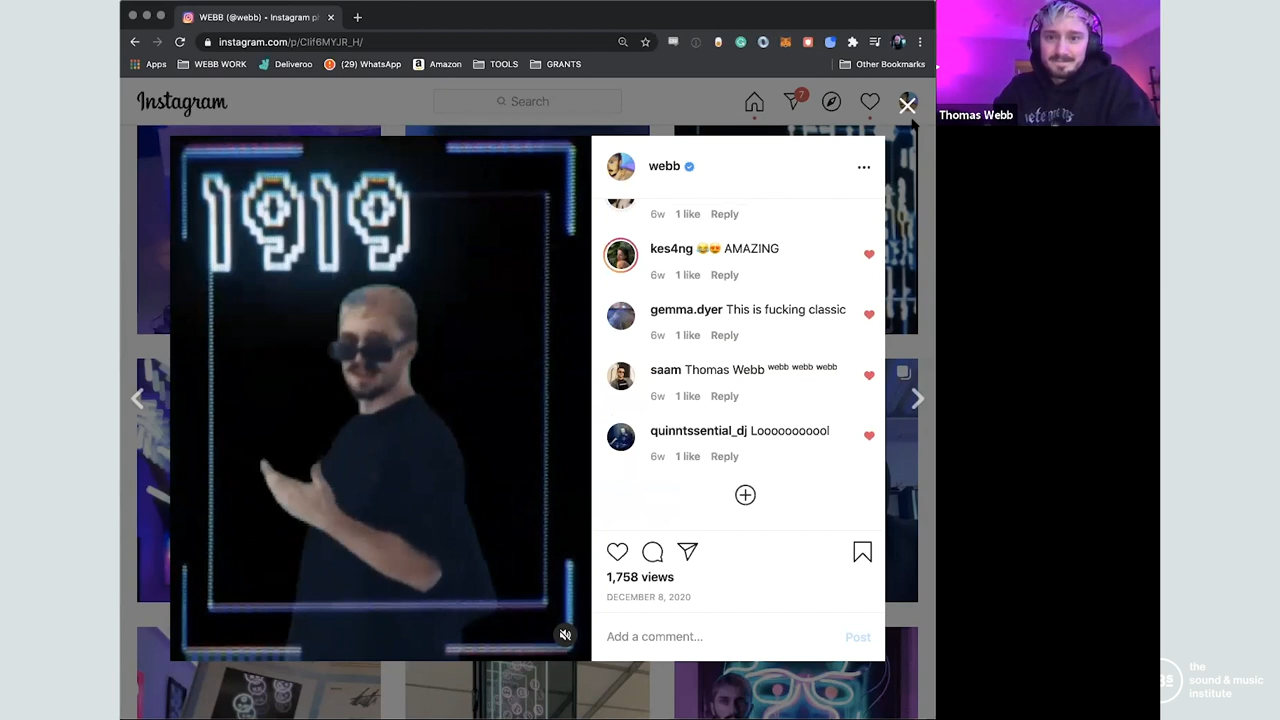 WEBB (@webb) • Instagram p
instagram.com/p/CIif6MYJR_H/
Apps WEBB WORK Deliveroo (29) WhatsApp Amazon TOOLS GRANTS Other Bookmarks
Instagram
Search
7
Thomas Webb
1919
webb
6w 1 like Reply
kes4ng 😂😍 AMAZING
6w 1 like Reply
gemma.dyer This is fucking classic
6w 1 like Reply
saam Thomas Webb ʷᵉᵇᵇ ʷᵉᵇᵇ ʷᵉᵇᵇ
6w 1 like Reply
quinntssential_dj Looooooooool
6w 1 like Reply
1,758 views
DECEMBER 8, 2020
Add a comment... Post
the
sound & music
institute